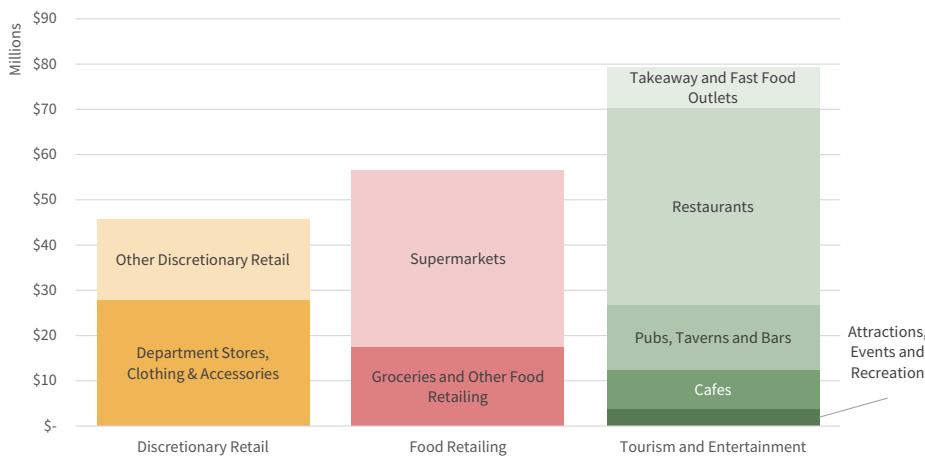 Millions
$90
$80
$70
$60
$50
$40
$30
$20
$10
$-
Other Discretionary Retail
Department Stores,
Clothing & Accessories
Supermarkets
Groceries and Other Food
Retailing
Takeaway and Fast Food
Outlets
Restaurants
Pubs, Taverns and Bars
Cafes
Attractions,
Events and
Recreation
Discretionary Retail
Food Retailing
Tourism and Entertainment